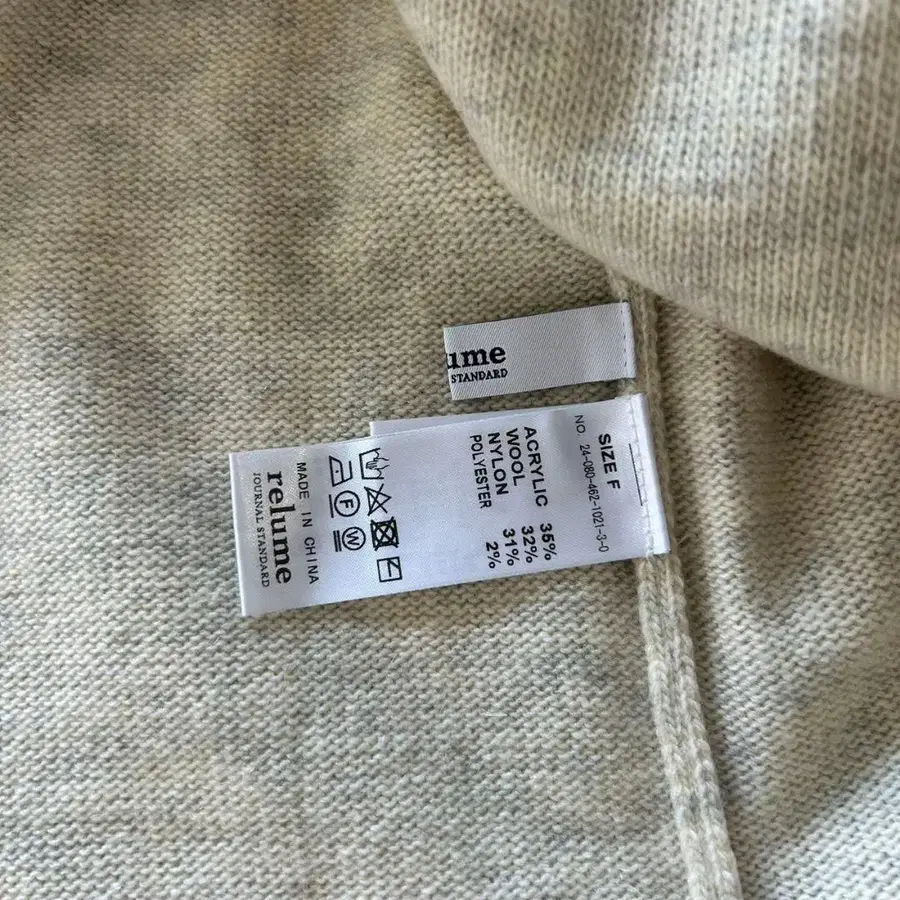 ume
STANDARD
SIZE F
NO. 24-080-462-1021-3-0
ACRYLIC 35%
WOOL 32%
NYLON 31%
POLYESTER 2%
F W
MADE IN CHINA
relume
JOURNAL STANDARD